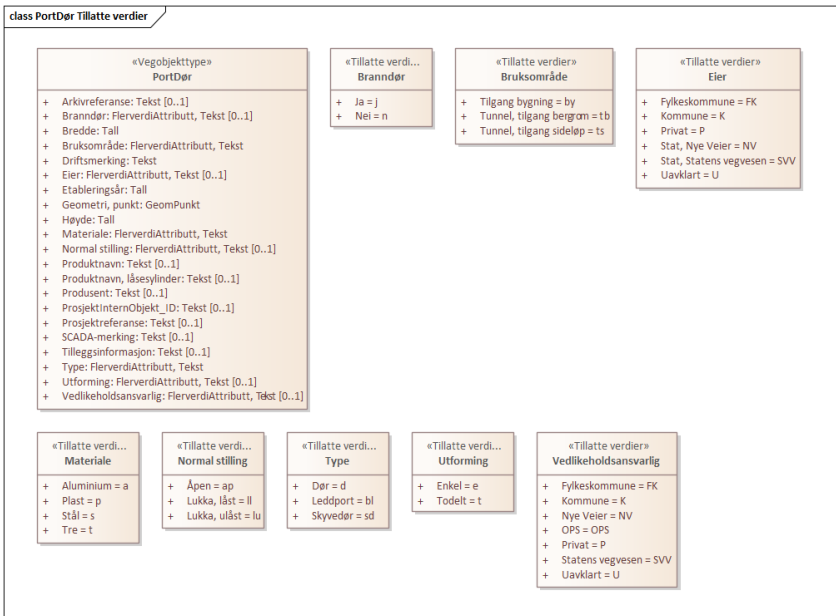 class PortDør Tillatte verdier
«Vegobjekttype»
PortDør
+ Arkivreferanse: Tekst [0..1]
+ Branndør: FlerverdiAttributt, Tekst [0..1]
+ Bredde: Tall
+ Bruksområde: FlerverdiAttributt, Tekst
+ Driftsmerking: Tekst
+ Eier: FlerverdiAttributt, Tekst [0..1]
+ Etableringsår: Tall
+ Geometri, punkt: GeomPunkt
+ Høyde: Tall
+ Materiale: FlerverdiAttributt, Tekst
+ Normal stilling: FlerverdiAttributt, Tekst [0..1]
+ Produktnavn: Tekst [0..1]
+ Produktnavn, låsesylinder: Tekst [0..1]
+ Produsent: Tekst [0..1]
+ ProsjektInternObjekt_ID: Tekst [0..1]
+ Prosjektreferanse: Tekst [0..1]
+ SCADA-merking: Tekst [0..1]
+ Tilleggsinformasjon: Tekst [0..1]
+ Type: FlerverdiAttributt, Tekst
+ Utforming: FlerverdiAttributt, Tekst [0..1]
+ Vedlikeholdsansvarlig: FlerverdiAttributt, Tekst [0..1]
«Tillatte verdi...
Branndør
+ Ja = j
+ Nei = n
«Tillatte verdier»
Bruksområde
+ Tilgang bygning = by
+ Tunnel, tilgang bergrom = tb
+ Tunnel, tilgang sideløp = ts
«Tillatte verdier»
Eier
+ Fylkeskommune = FK
+ Kommune = K
+ Privat = P
+ Stat, Nye Veier = NV
+ Stat, Statens vegvesen = SVV
+ Uavklart = U
«Tillatte verdi...
Materiale
+ Aluminium = a
+ Plast = p
+ Stål = s
+ Tre = t
«Tillatte verdi...
Normal stilling
+ Åpen = ap
+ Lukka, låst = ll
+ Lukka, ulåst = lu
«Tillatte verdi...
Type
+ Dør = d
+ Leddport = bl
+ Skyvedør = sd
«Tillatte verdi...
Utforming
+ Enkel = e
+ Todelt = t
«Tillatte verdier»
Vedlikeholdsansvarlig
+ Fylkeskommune = FK
+ Kommune = K
+ Nye Veier = NV
+ OPS = OPS
+ Privat = P
+ Statens vegvesen = SVV
+ Uavklart = U